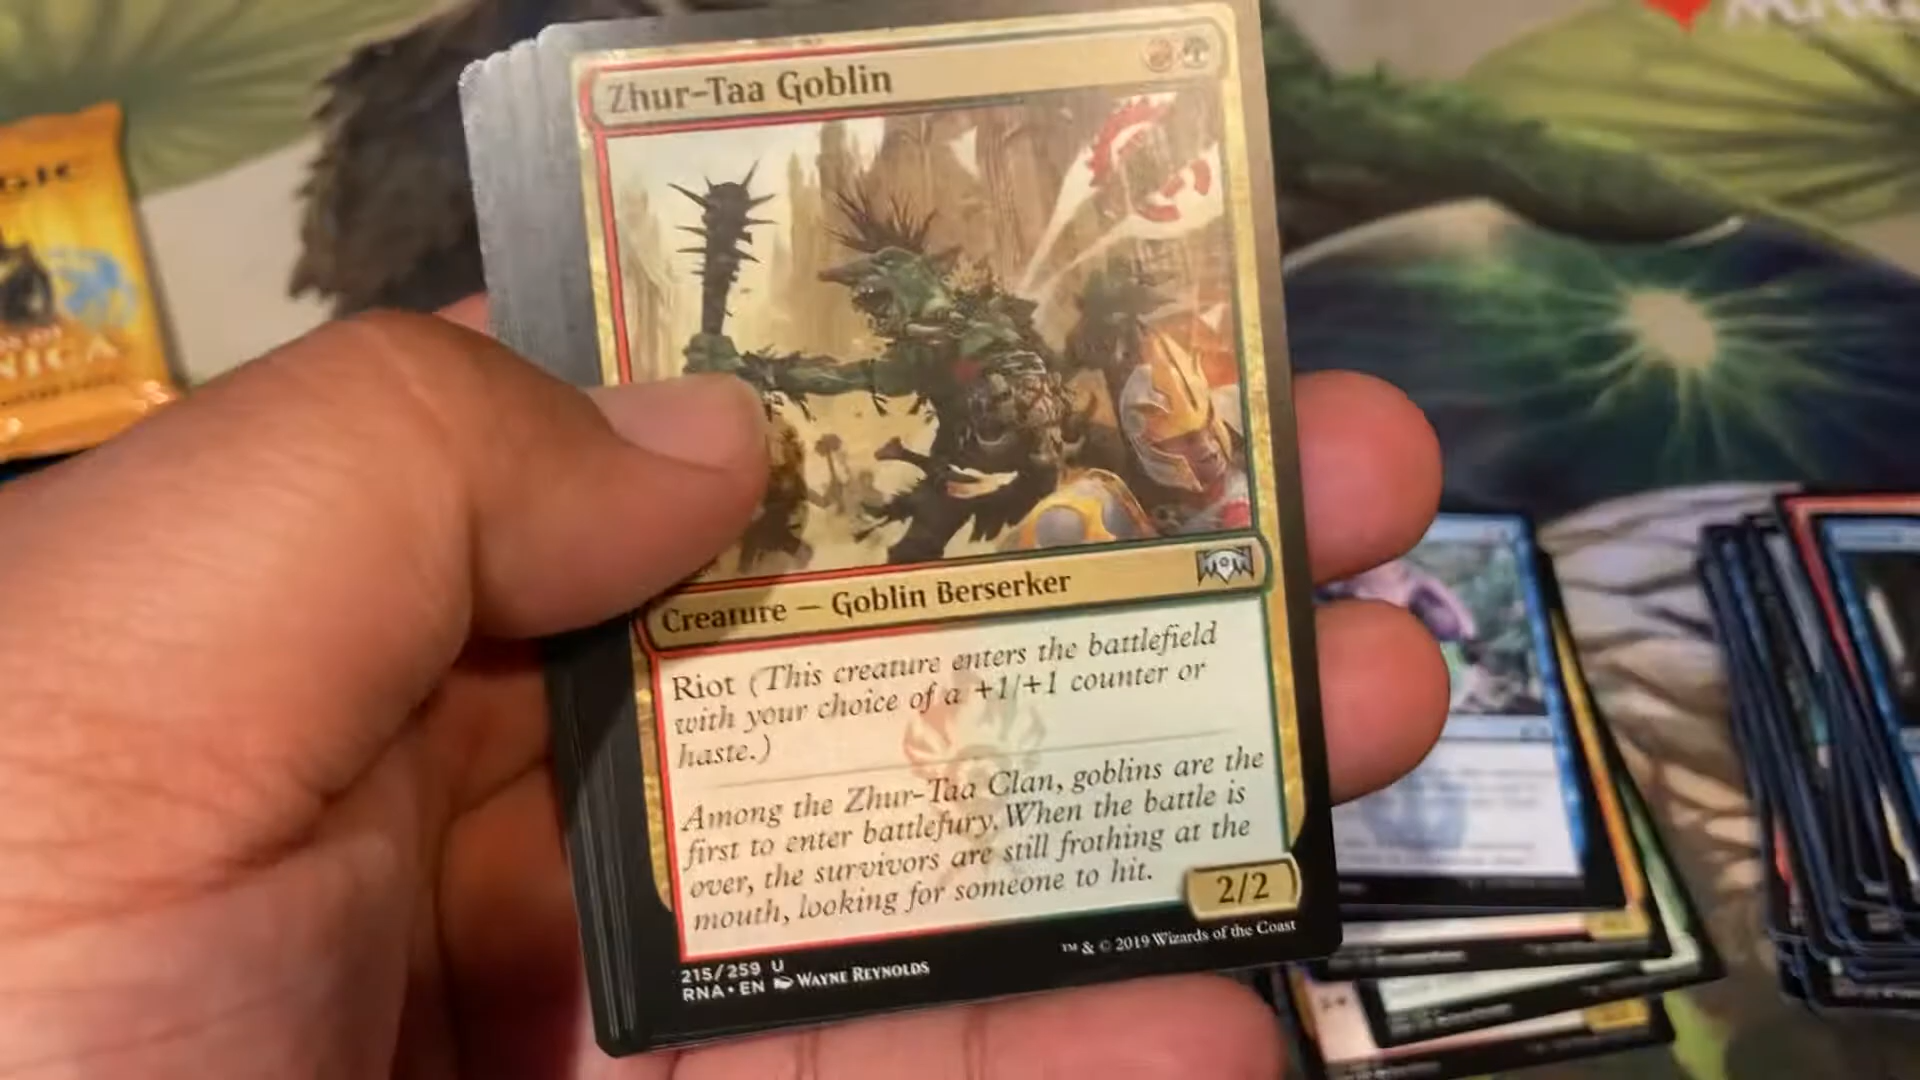 Zhur-Taa Goblin
Creature — Goblin Berserker
Riot (This creature enters the battlefield
with your choice of a +1/+1 counter or
haste.)
Among the Zhur-Taa Clan, goblins are the
first to enter battlefury. When the battle is
over, the survivors are still frothing at the
mouth, looking for someone to hit.
2/2
215/259 U
RNA • EN WAYNE REYNOLDS
™ & © 2019 Wizards of the Coast